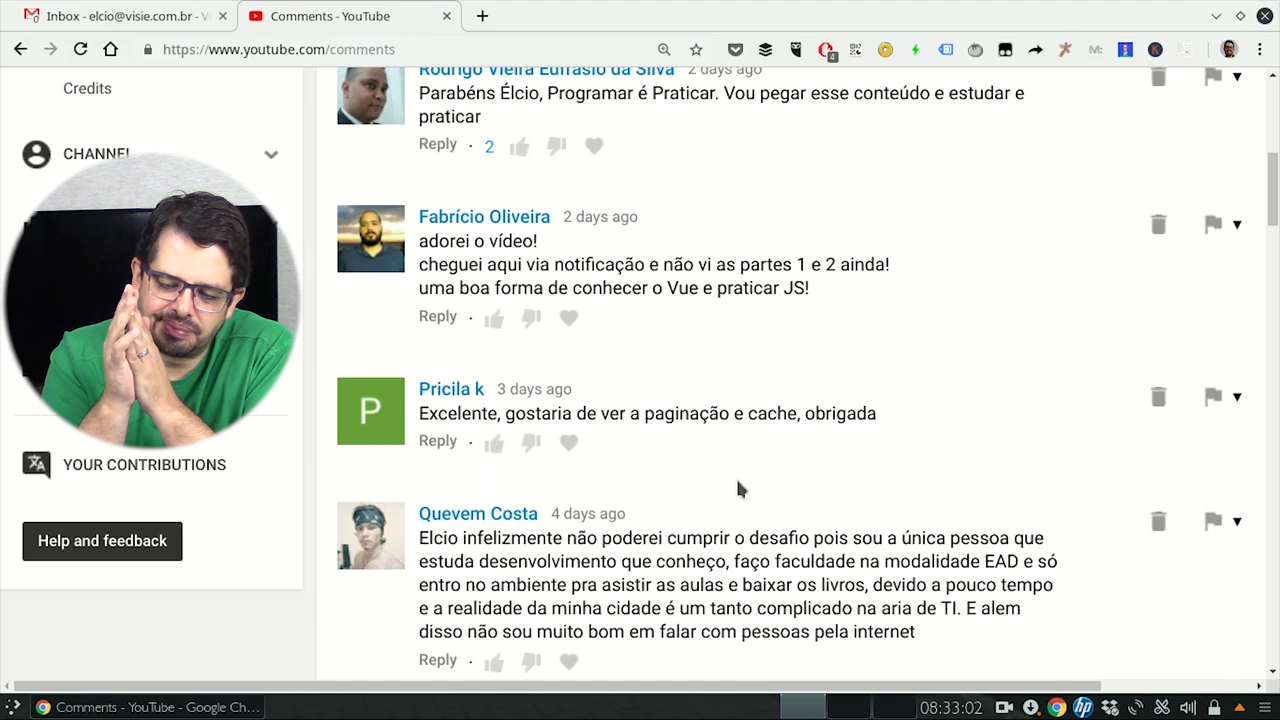 Inbox - elcio@visie.com.br - V
Comments - YouTube
https://www.youtube.com/comments
4
Credits
CHANNEL
YOUR CONTRIBUTIONS
Help and feedback
Rodrigo Vieira Eufrasio da Silva 2 days ago
Parabéns Élcio, Programar é Praticar. Vou pegar esse conteúdo e estudar e
praticar
Reply · 2
Fabrício Oliveira 2 days ago
adorei o vídeo!
cheguei aqui via notificação e não vi as partes 1 e 2 ainda!
uma boa forma de conhecer o Vue e praticar JS!
Reply ·
P
Pricila k 3 days ago
Excelente, gostaria de ver a paginação e cache, obrigada
Reply ·
Quevem Costa 4 days ago
Elcio infelizmente não poderei cumprir o desafio pois sou a única pessoa que
estuda desenvolvimento que conheço, faço faculdade na modalidade EAD e só
entro no ambiente pra asistir as aulas e baixar os livros, devido a pouco tempo
e a realidade da minha cidade é um tanto complicado na aria de TI. E alem
disso não sou muito bom em falar com pessoas pela internet
Reply ·
Comments - YouTube - Google Ch...
08:33:02